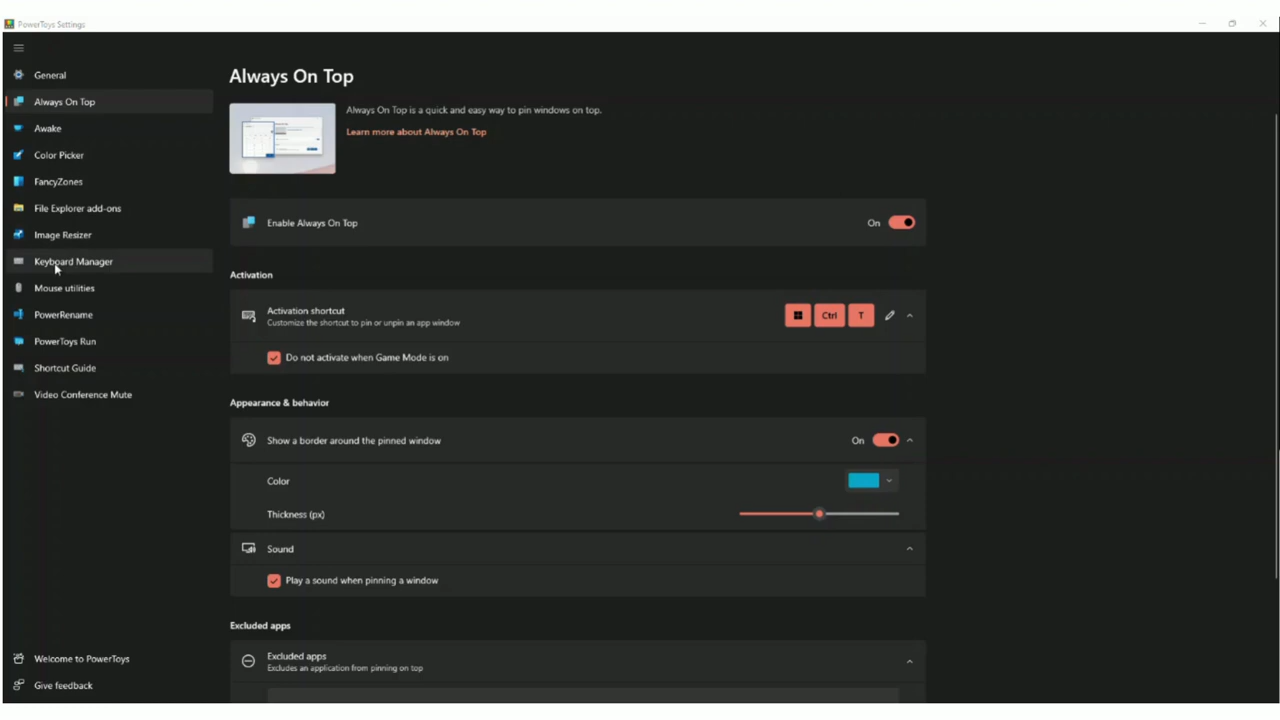 PowerToys Settings
General
Always On Top
Awake
Color Picker
FancyZones
File Explorer add-ons
Image Resizer
Keyboard Manager
Mouse utilities
PowerRename
PowerToys Run
Shortcut Guide
Video Conference Mute
Welcome to PowerToys
Give feedback
Always On Top
Always On Top is a quick and easy way to pin windows on top.
Learn more about Always On Top
Enable Always On Top
On
Activation
Activation shortcut
Customize the shortcut to pin or unpin an app window
Ctrl
T
Do not activate when Game Mode is on
Appearance & behavior
Show a border around the pinned window
On
Color
Thickness (px)
Sound
Play a sound when pinning a window
Excluded apps
Excluded apps
Excludes an application from pinning on top